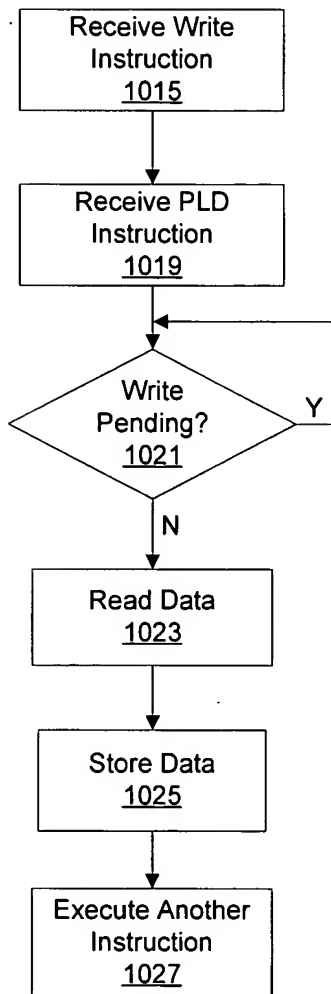 Receive Write
Instruction
1015
Receive PLD
Instruction
1019
Write
Pending?
1021
Y
N
Read Data
1023
Store Data
1025
Execute Another
Instruction
1027